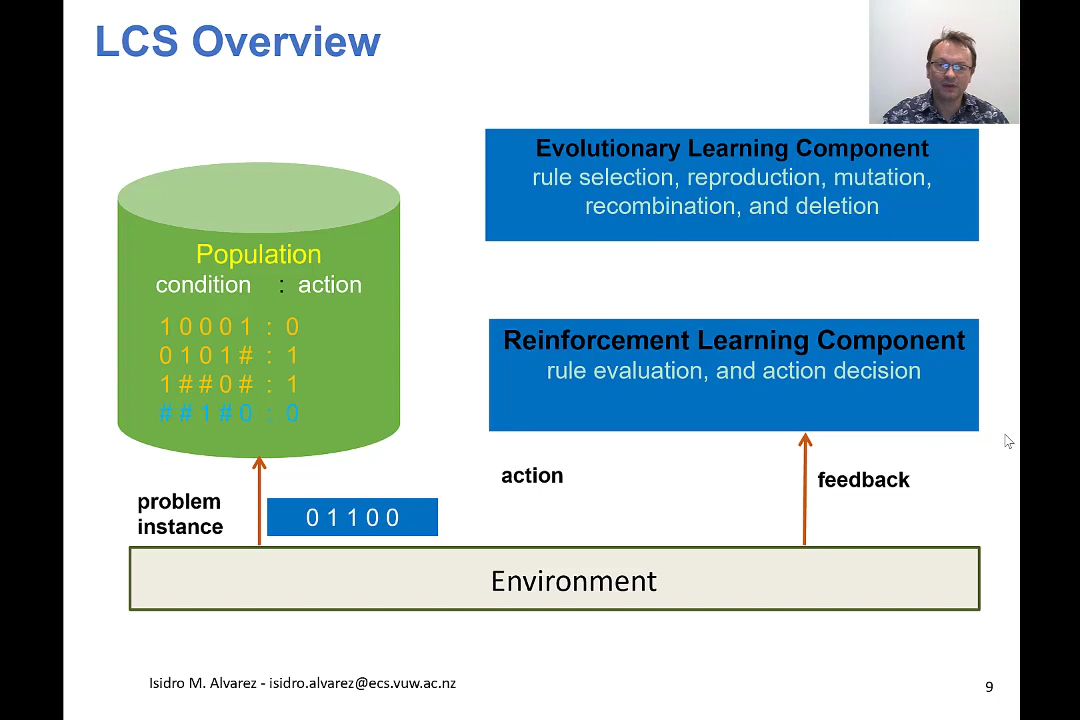 LCS Overview
Evolutionary Learning Component
rule selection, reproduction, mutation,
recombination, and deletion
Population
condition : action
1 0 0 0 1 : 0
0 1 0 1 # : 1
1 # # 0 # : 1
# # 1 # 0 : 0
Reinforcement Learning Component
rule evaluation, and action decision
problem
instance
0 1 1 0 0
action
feedback
Environment
Isidro M. Alvarez - isidro.alvarez@ecs.vuw.ac.nz
9